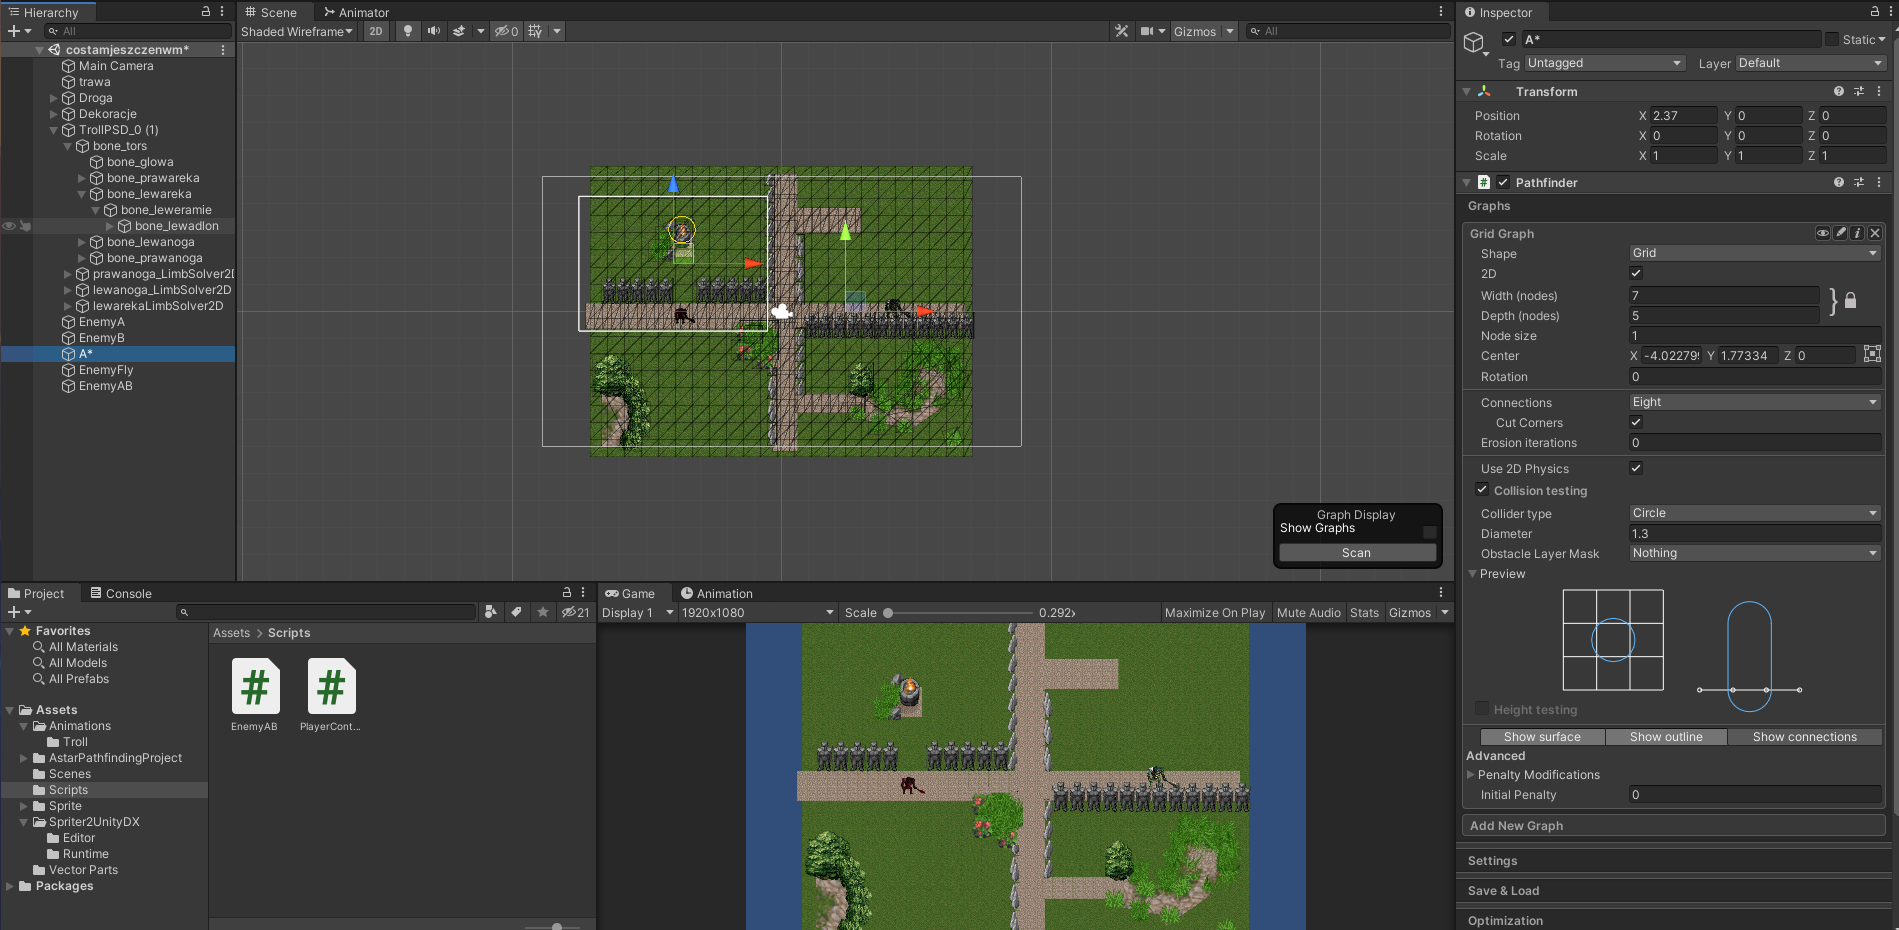 Hierarchy
All
costamjeszczenwm*
Main Camera
trawa
Droga
Dekoracje
TrollPSD_0 (1)
bone_tors
bone_glowa
bone_prawareka
bone_lewareka
bone_leweramie
bone_lewadlon
bone_lewanoga
bone_prawanoga
prawanoga_LimbSolver2D
lewanoga_LimbSolver2D
lewarekaLimbSolver2D
EnemyA
EnemyB
A*
EnemyFly
EnemyAB
Scene
Animator
Shaded Wireframe
2D
0
Gizmos
All
Graph Display
Show Graphs
Scan
Inspector
A*
Static
Tag Untagged Layer Default
Transform
Position X 2.37 Y 0 Z 0
Rotation X 0 Y 0 Z 0
Scale X 1 Y 1 Z 1
Pathfinder
Graphs
Grid Graph
Shape Grid
2D
Width (nodes) 7
Depth (nodes) 5
Node size 1
Center X -4.02279 Y 1.77334 Z 0
Rotation 0
Connections Eight
Cut Corners
Erosion iterations 0
Use 2D Physics
Collision testing
Collider type Circle
Diameter 1.3
Obstacle Layer Mask Nothing
Preview
Height testing
Show surface Show outline Show connections
Advanced
Penalty Modifications
Initial Penalty 0
Add New Graph
Settings
Save & Load
Optimization
Project
Console
21
Favorites
All Materials
All Models
All Prefabs
Assets
Animations
Troll
AstarPathfindingProject
Scenes
Scripts
Sprite
Spriter2UnityDX
Editor
Runtime
Vector Parts
Packages
Assets > Scripts
EnemyAB
PlayerCont...
Game
Animation
Display 1
1920x1080
Scale
0.292x
Maximize On Play
Mute Audio
Stats
Gizmos